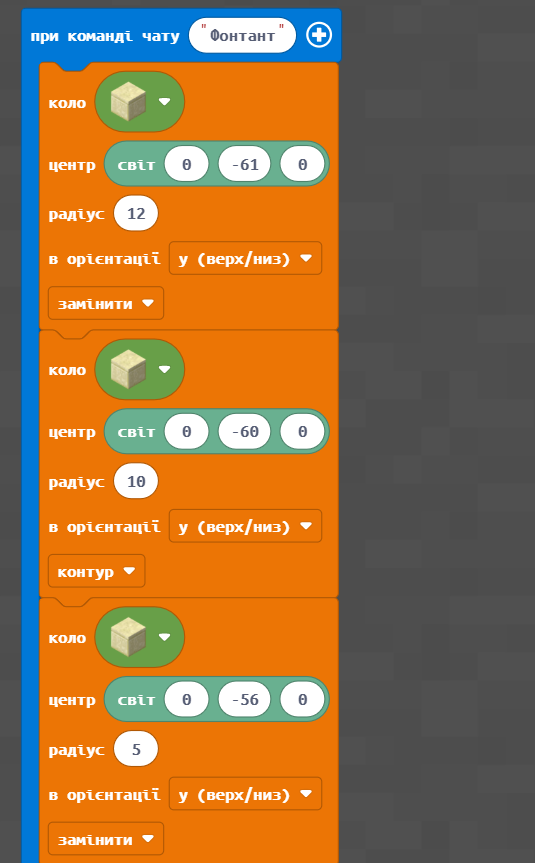 при команді чату "Фонтант"
коло
центр світ 0 -61 0
радіус 12
в орієнтації y (верх/низ)
замінити
коло
центр світ 0 -60 0
радіус 10
в орієнтації y (верх/низ)
контур
коло
центр світ 0 -56 0
радіус 5
в орієнтації y (верх/низ)
замінити